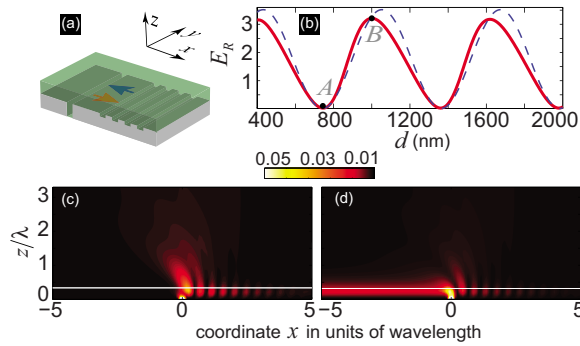 (a)
z
y
x
(b)
E_R
3
2
1
A
B
400
800
1200
1600
2000
d (nm)
0.05 0.03 0.01
(c)
(d)
z/λ
3
2
1
0
−5 0 5 −5 0 5
coordinate x in units of wavelength